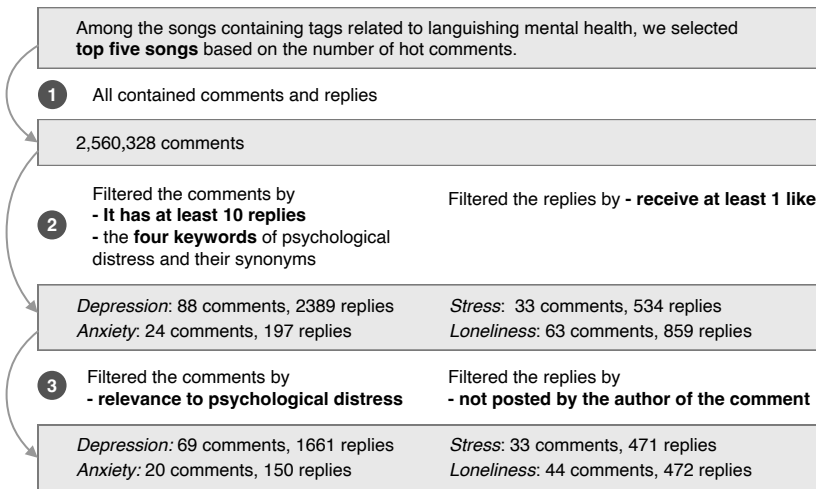 Among the songs containing tags related to languishing mental health, we selected
top five songs based on the number of hot comments.
1 All contained comments and replies
2,560,328 comments
2
Filtered the comments by
- It has at least 10 replies
- the four keywords of psychological
distress and their synonyms
Filtered the replies by - receive at least 1 like
Depression: 88 comments, 2389 replies
Anxiety: 24 comments, 197 replies
Stress: 33 comments, 534 replies
Loneliness: 63 comments, 859 replies
3
Filtered the comments by
- relevance to psychological distress
Filtered the replies by
- not posted by the author of the comment
Depression: 69 comments, 1661 replies
Anxiety: 20 comments, 150 replies
Stress: 33 comments, 471 replies
Loneliness: 44 comments, 472 replies